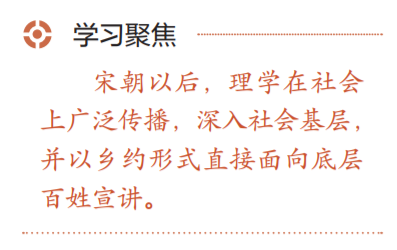 学习聚焦
宋朝以后，理学在社会
上广泛传播，深入社会基层，
并以乡约形式直接面向底层
百姓宣讲。